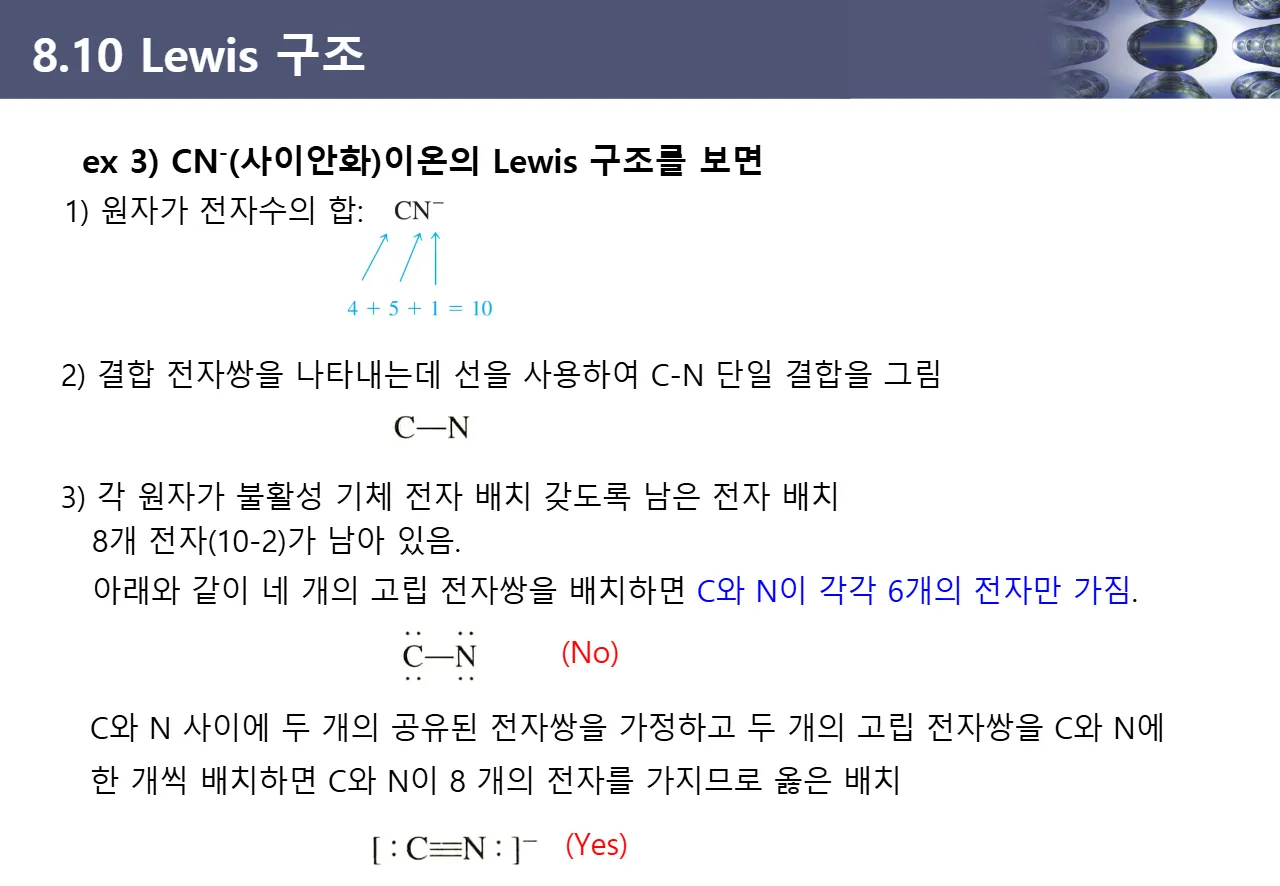 8.10 Lewis 구조
ex 3) CN⁻(사이안화)이온의 Lewis 구조를 보면
1) 원자가 전자수의 합: CN⁻
4 + 5 + 1 = 10
2) 결합 전자쌍을 나타내는데 선을 사용하여 C-N 단일 결합을 그림
C—N
3) 각 원자가 불활성 기체 전자 배치 갖도록 남은 전자 배치
8개 전자(10-2)가 남아 있음.
아래와 같이 네 개의 고립 전자쌍을 배치하면 C와 N이 각각 6개의 전자만 가짐.
C—N (No)
C와 N 사이에 두 개의 공유된 전자쌍을 가정하고 두 개의 고립 전자쌍을 C와 N에
한 개씩 배치하면 C와 N이 8 개의 전자를 가지므로 옳은 배치
[:C≡N:]⁻ (Yes)